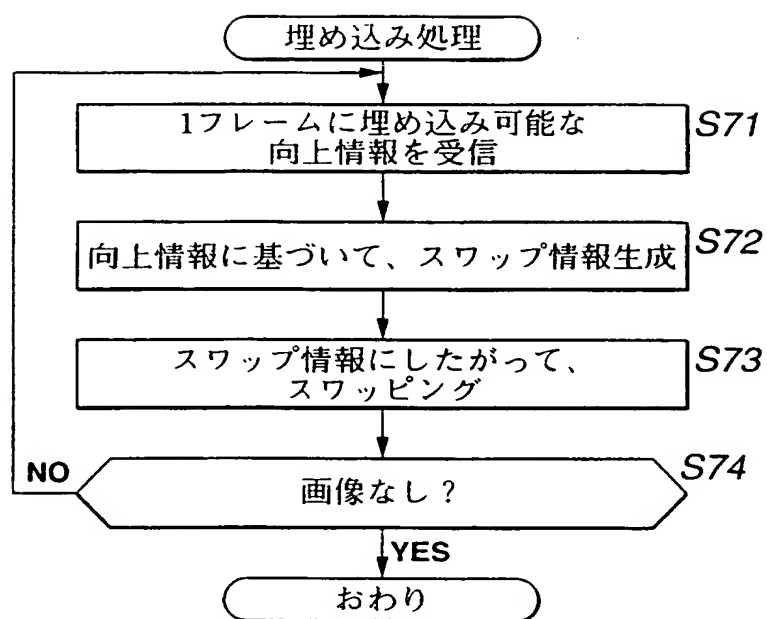 埋め込み処理
1フレームに埋め込み可能な
向上情報を受信
S71
向上情報に基づいて、スワップ情報生成
S72
スワップ情報にしたがって、
スワッピング
S73
画像なし？
S74
NO
YES
おわり